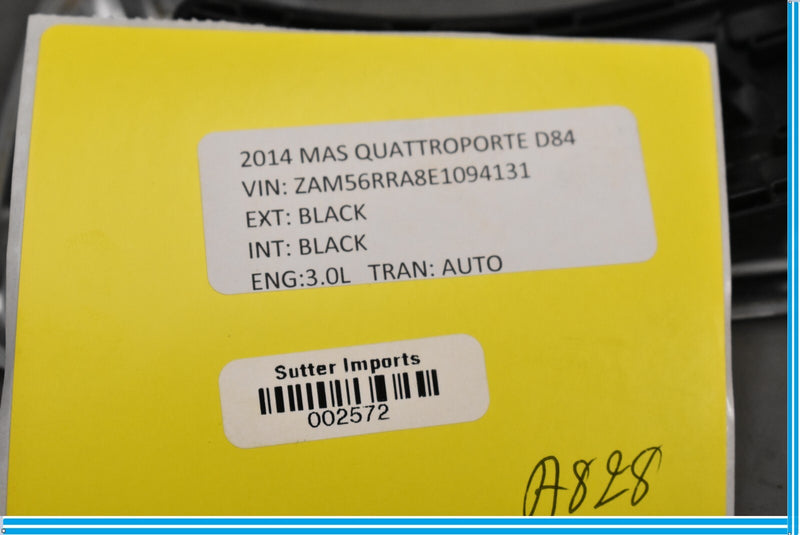 2014 MAS QUATTROPORTE D84
VIN: ZAM56RRA8E1094131
EXT: BLACK
INT: BLACK
ENG:3.0L TRAN: AUTO
Sutter Imports
002572
A828